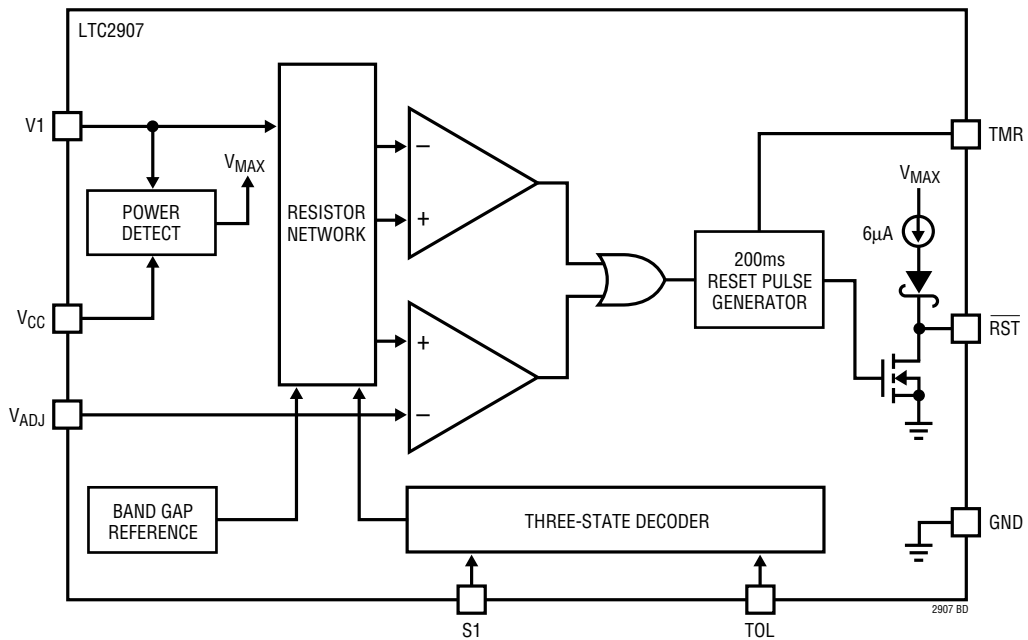 LTC2907
V1
POWER
DETECT
VMAX
VCC
VADJ
BAND GAP
REFERENCE
RESISTOR
NETWORK
−
+
+
−
THREE-STATE DECODER
S1
TOL
200ms
RESET PULSE
GENERATOR
TMR
VMAX
6µA
RST
GND
2907 BD